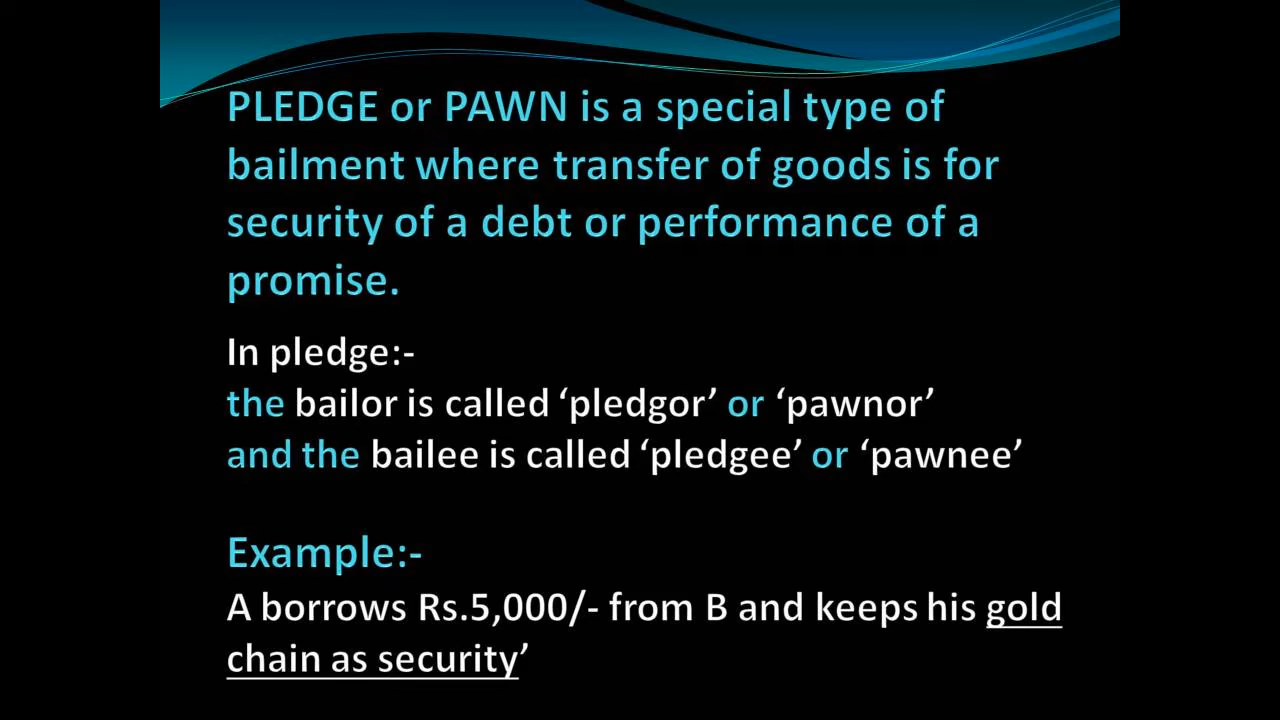 PLEDGE or PAWN is a special type of
bailment where transfer of goods is for
security of a debt or performance of a
promise.
In pledge:-
the bailor is called ‘pledgor’ or ‘pawnor’
and the bailee is called ‘pledgee’ or ‘pawnee’
Example:-
A borrows Rs.5,000/- from B and keeps his gold
chain as security’